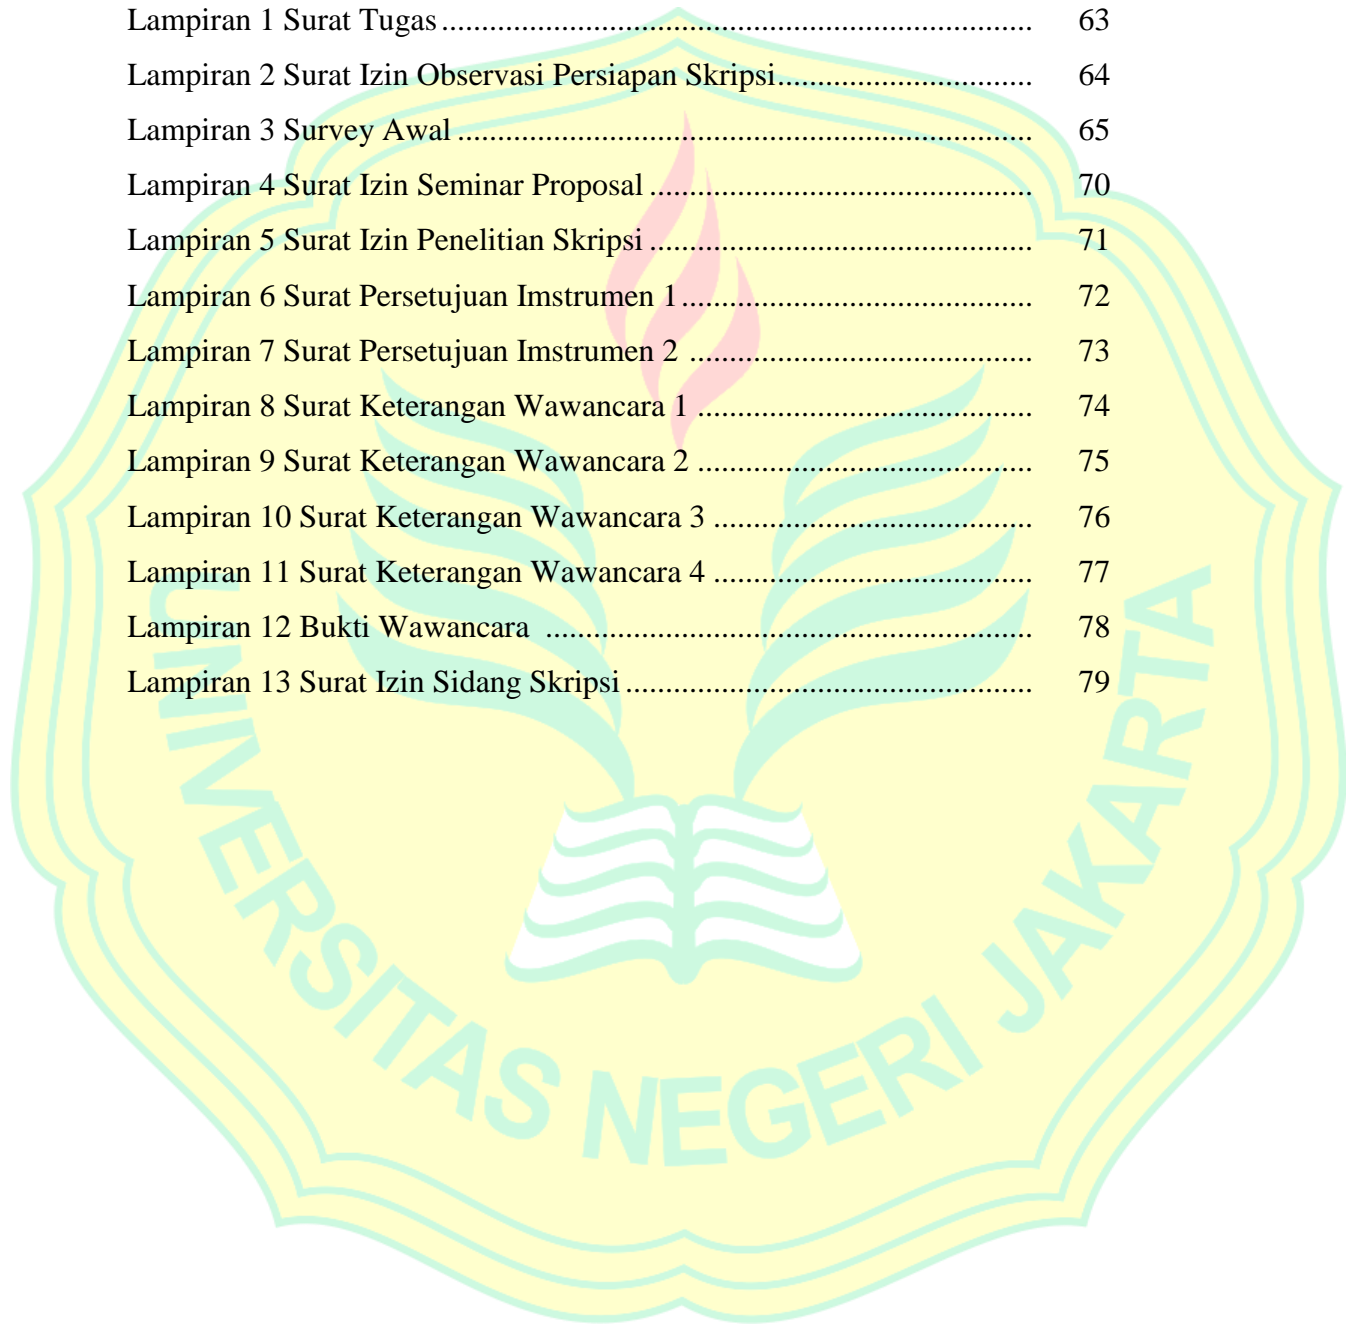 Lampiran 1 Surat Tugas .......................................................................... 63
Lampiran 2 Surat Izin Observasi Persiapan Skripsi................................ 64
Lampiran 3 Survey Awal ........................................................................ 65
Lampiran 4 Surat Izin Seminar Proposal ................................................ 70
Lampiran 5 Surat Izin Penelitian Skripsi ................................................ 71
Lampiran 6 Surat Persetujuan Imstrumen 1 ............................................ 72
Lampiran 7 Surat Persetujuan Imstrumen 2 ........................................... 73
Lampiran 8 Surat Keterangan Wawancara 1 .......................................... 74
Lampiran 9 Surat Keterangan Wawancara 2 .......................................... 75
Lampiran 10 Surat Keterangan Wawancara 3 ........................................ 76
Lampiran 11 Surat Keterangan Wawancara 4 ........................................ 77
Lampiran 12 Bukti Wawancara ............................................................. 78
Lampiran 13 Surat Izin Sidang Skripsi ................................................... 79
UNIVERSITAS NEGERI JAKARTA